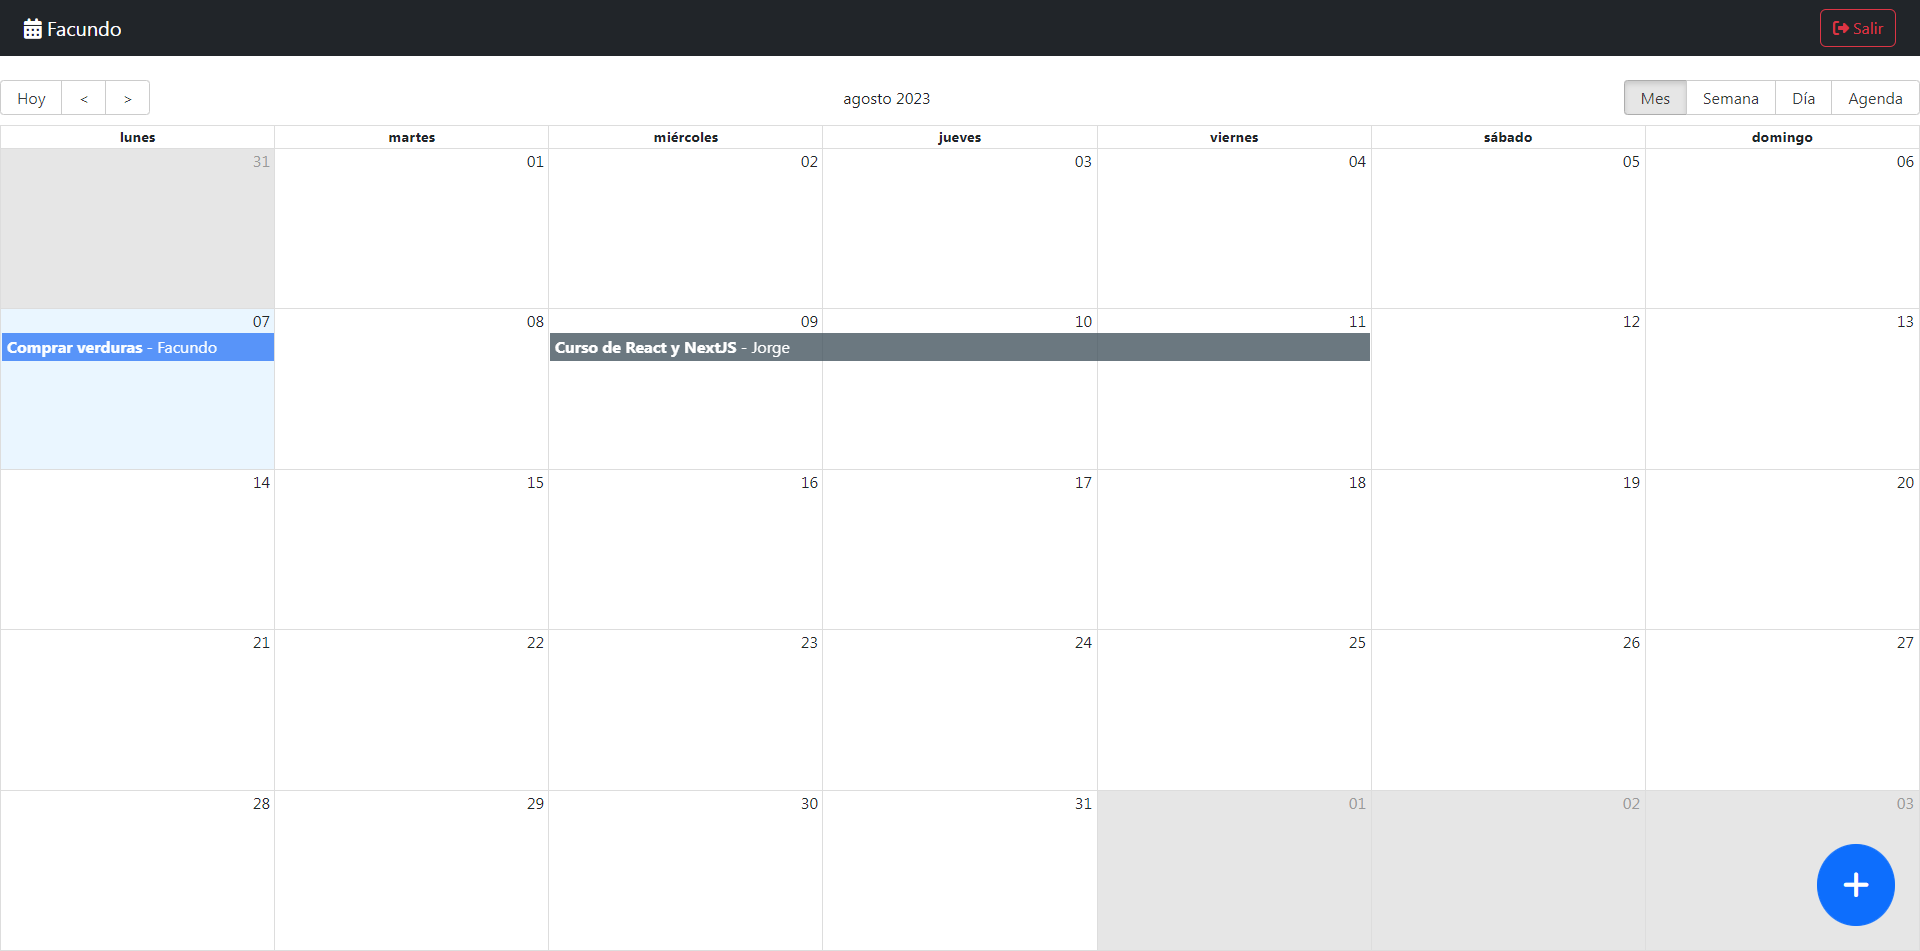 Facundo
Salir
Hoy < > agosto 2023 Mes Semana Día Agenda
lunes martes miércoles jueves viernes sábado domingo
31 01 02 03 04 05 06
07 08 09 10 11 12 13
Comprar verduras - Facundo
Curso de React y NextJS - Jorge
14 15 16 17 18 19 20
21 22 23 24 25 26 27
28 29 30 31 01 02 03
+